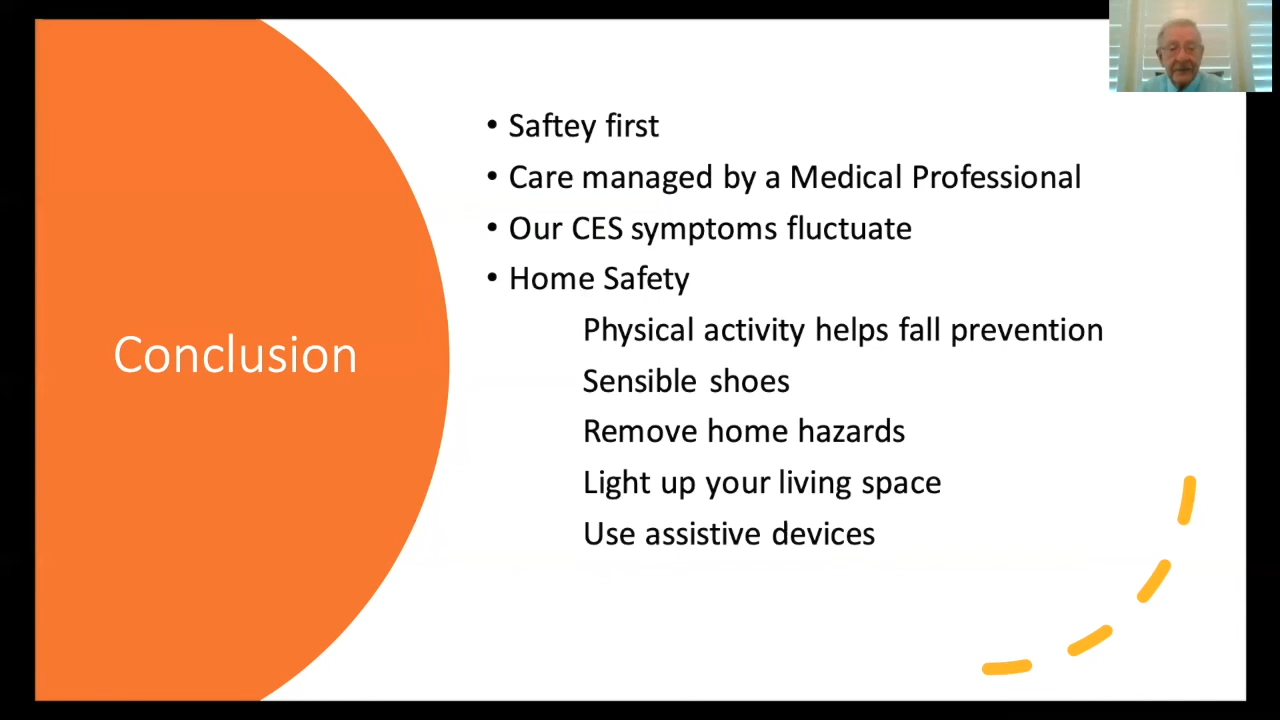 Conclusion
• Saftey first
• Care managed by a Medical Professional
• Our CES symptoms fluctuate
• Home Safety
Physical activity helps fall prevention
Sensible shoes
Remove home hazards
Light up your living space
Use assistive devices